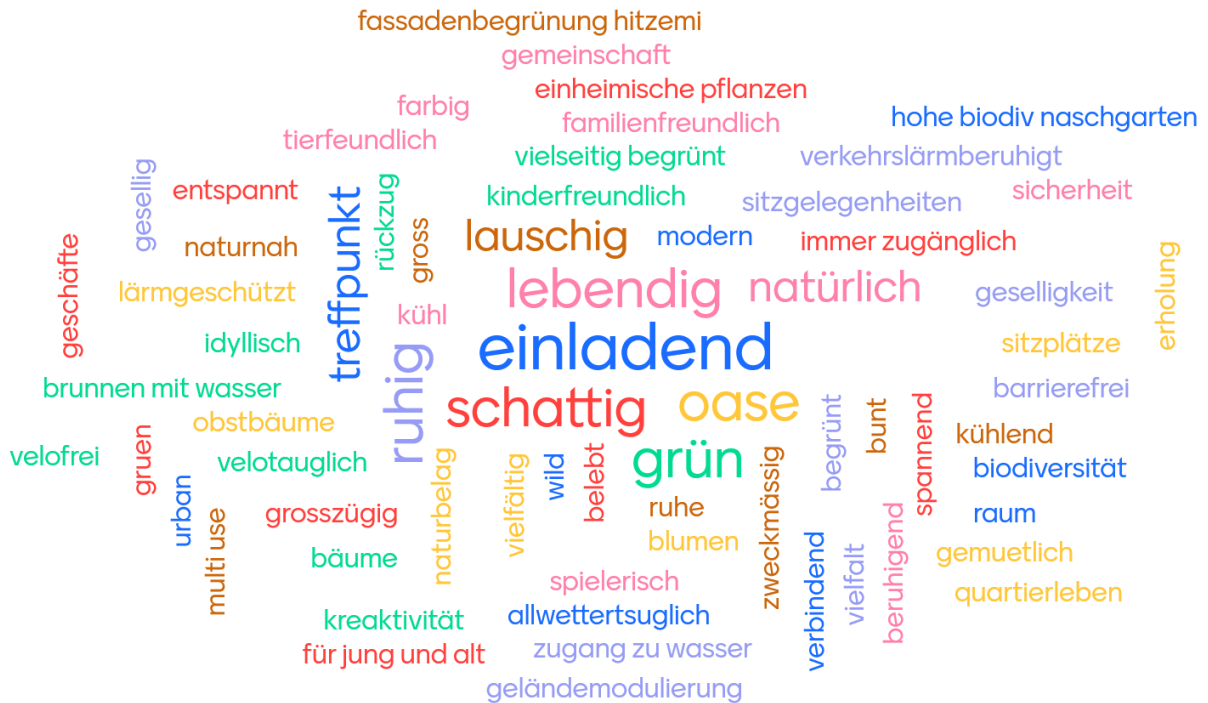 fassadenbegrünung hitzemi
gemeinschaft
einheimische pflanzen
farbig
familienfreundlich
hohe biodiv naschgarten
tierfeundlich
vielseitig begrünt
verkehrslärmberuhigt
gesellig
entspannt
treffpunkt
rückzug
kinderfreundlich
sitzgelegenheiten
sicherheit
geschäfte
naturnah
gross
lauschig
modern
immer zugänglich
erholung
lärmgeschützt
kühl
lebendig
natürlich
geselligkeit
idyllisch
ruhig
einladend
sitzplätze
brunnen mit wasser
schattig
oase
barrierefrei
obstbäume
begrünt
bunt
spannend
kühlend
velofrei
gruen
velotauglich
naturbelag
vielfältig
wild
belebt
grün
zweckmässig
biodiversität
urban
multi use
grosszügig
ruhe
raum
bäume
blumen
verbindend
vielfalt
beruhigend
gemuetlich
spielerisch
quartierleben
kreaktivität
allwettertsuglich
für jung und alt
zugang zu wasser
geländemodulierung